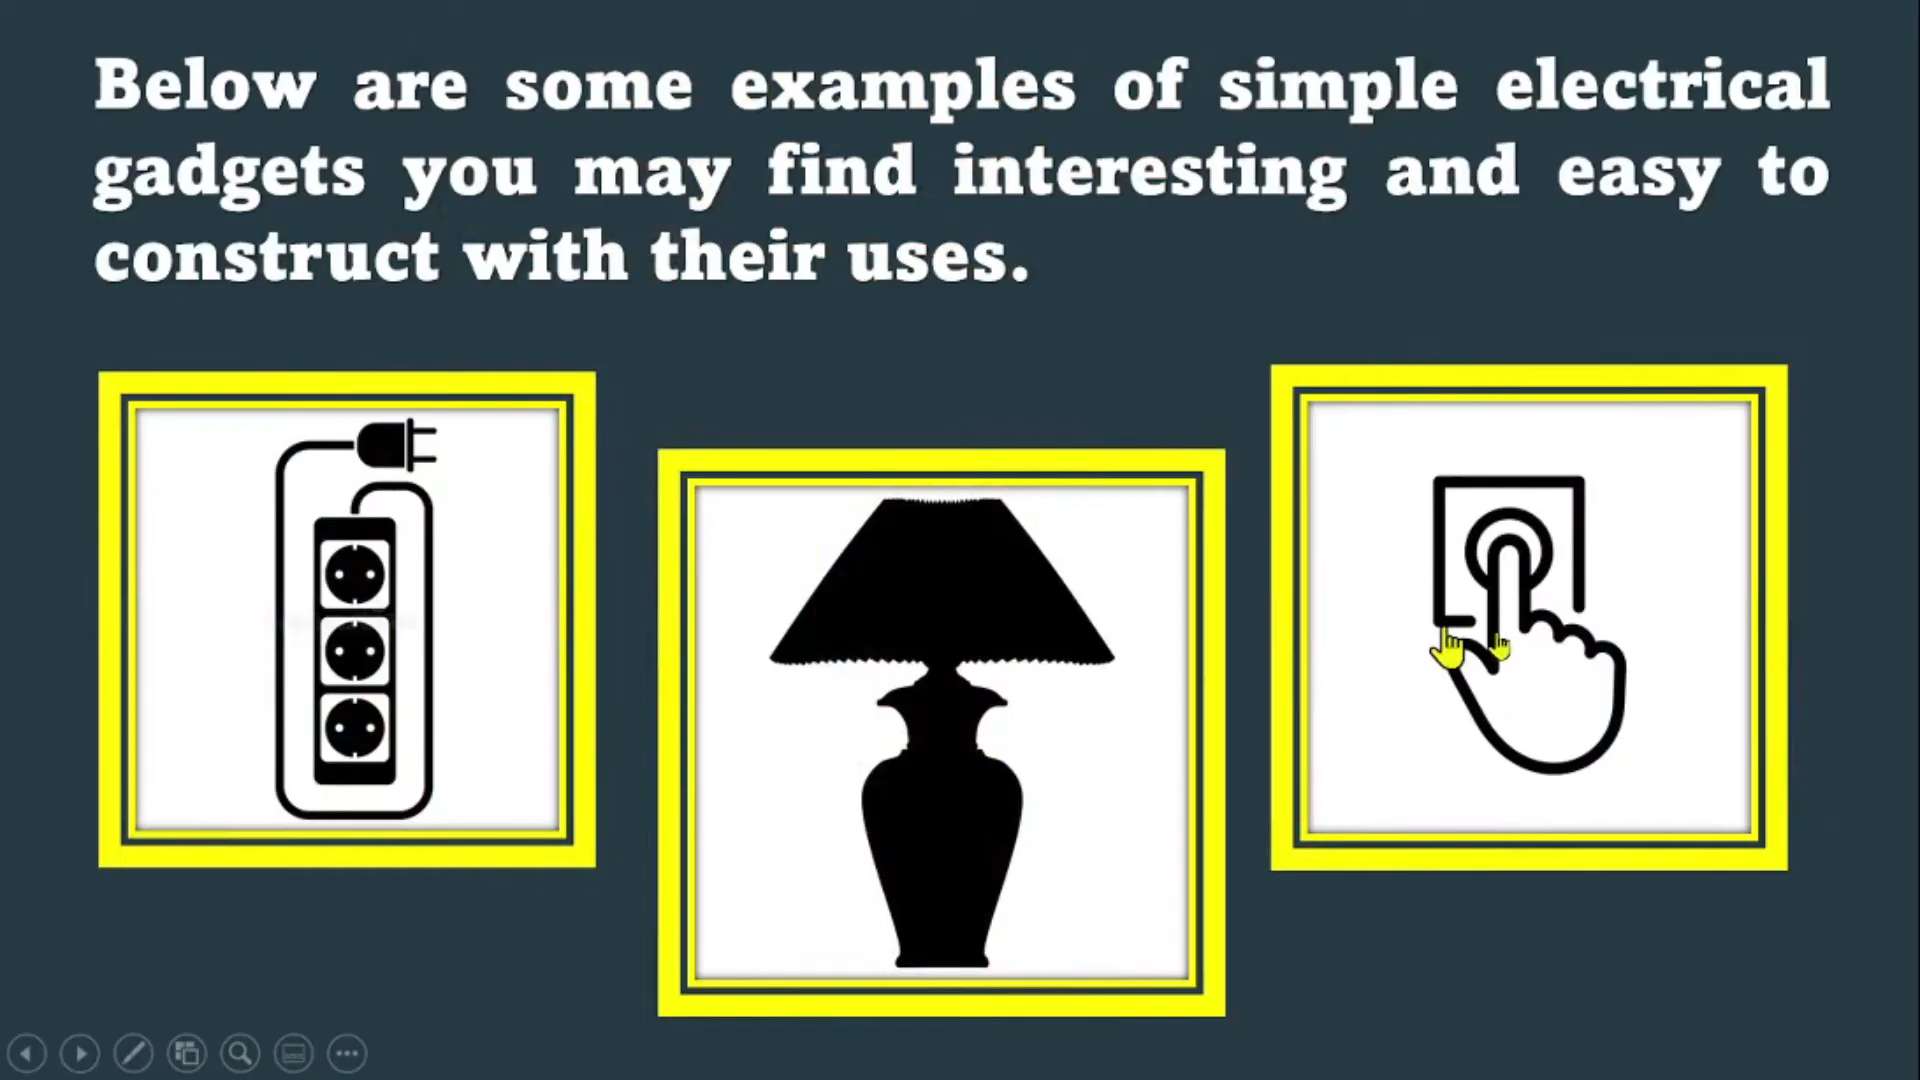 Below are some examples of simple electrical
gadgets you may find interesting and easy to
construct with their uses.